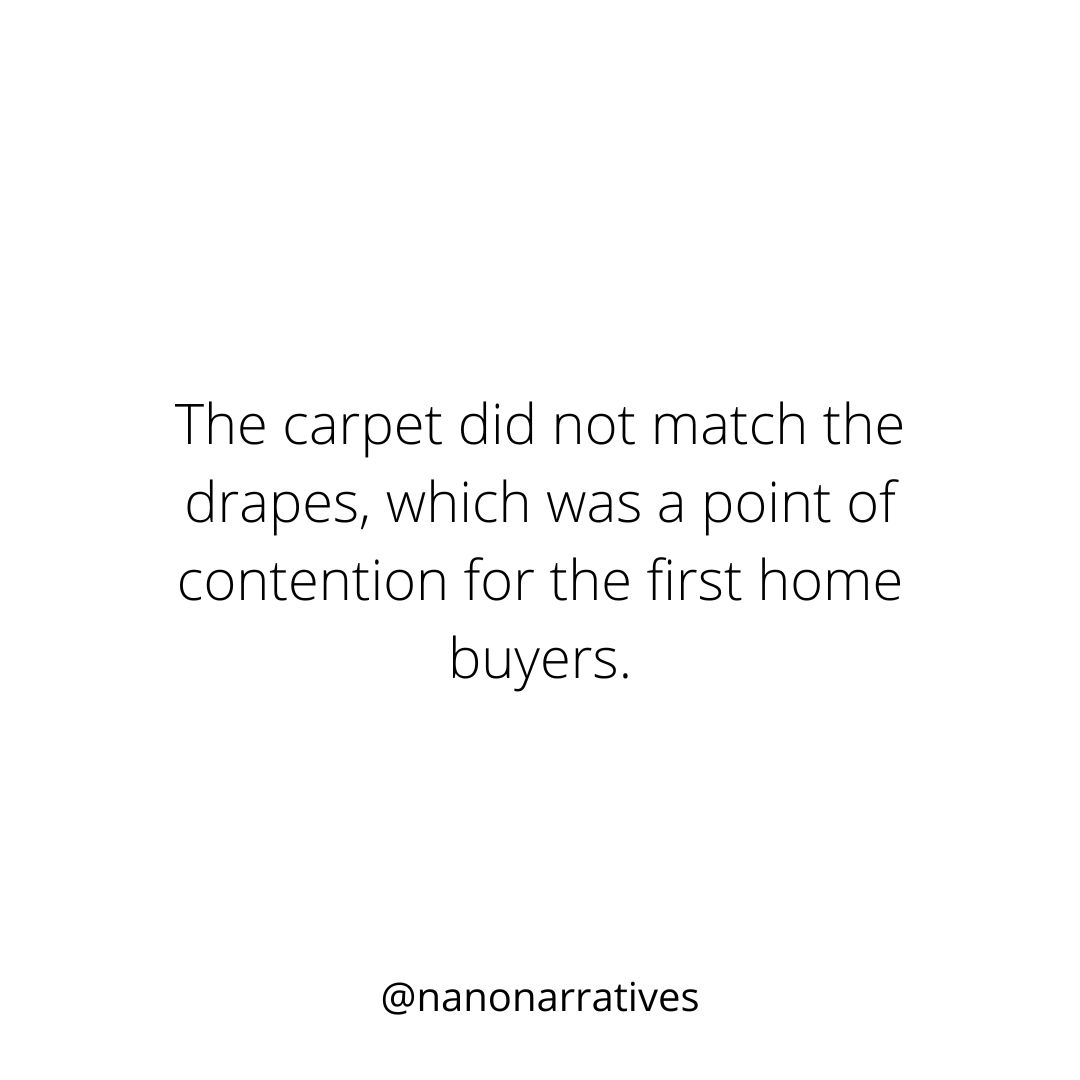 The carpet did not match the
drapes, which was a point of
contention for the first home
buyers.
@nanonarratives